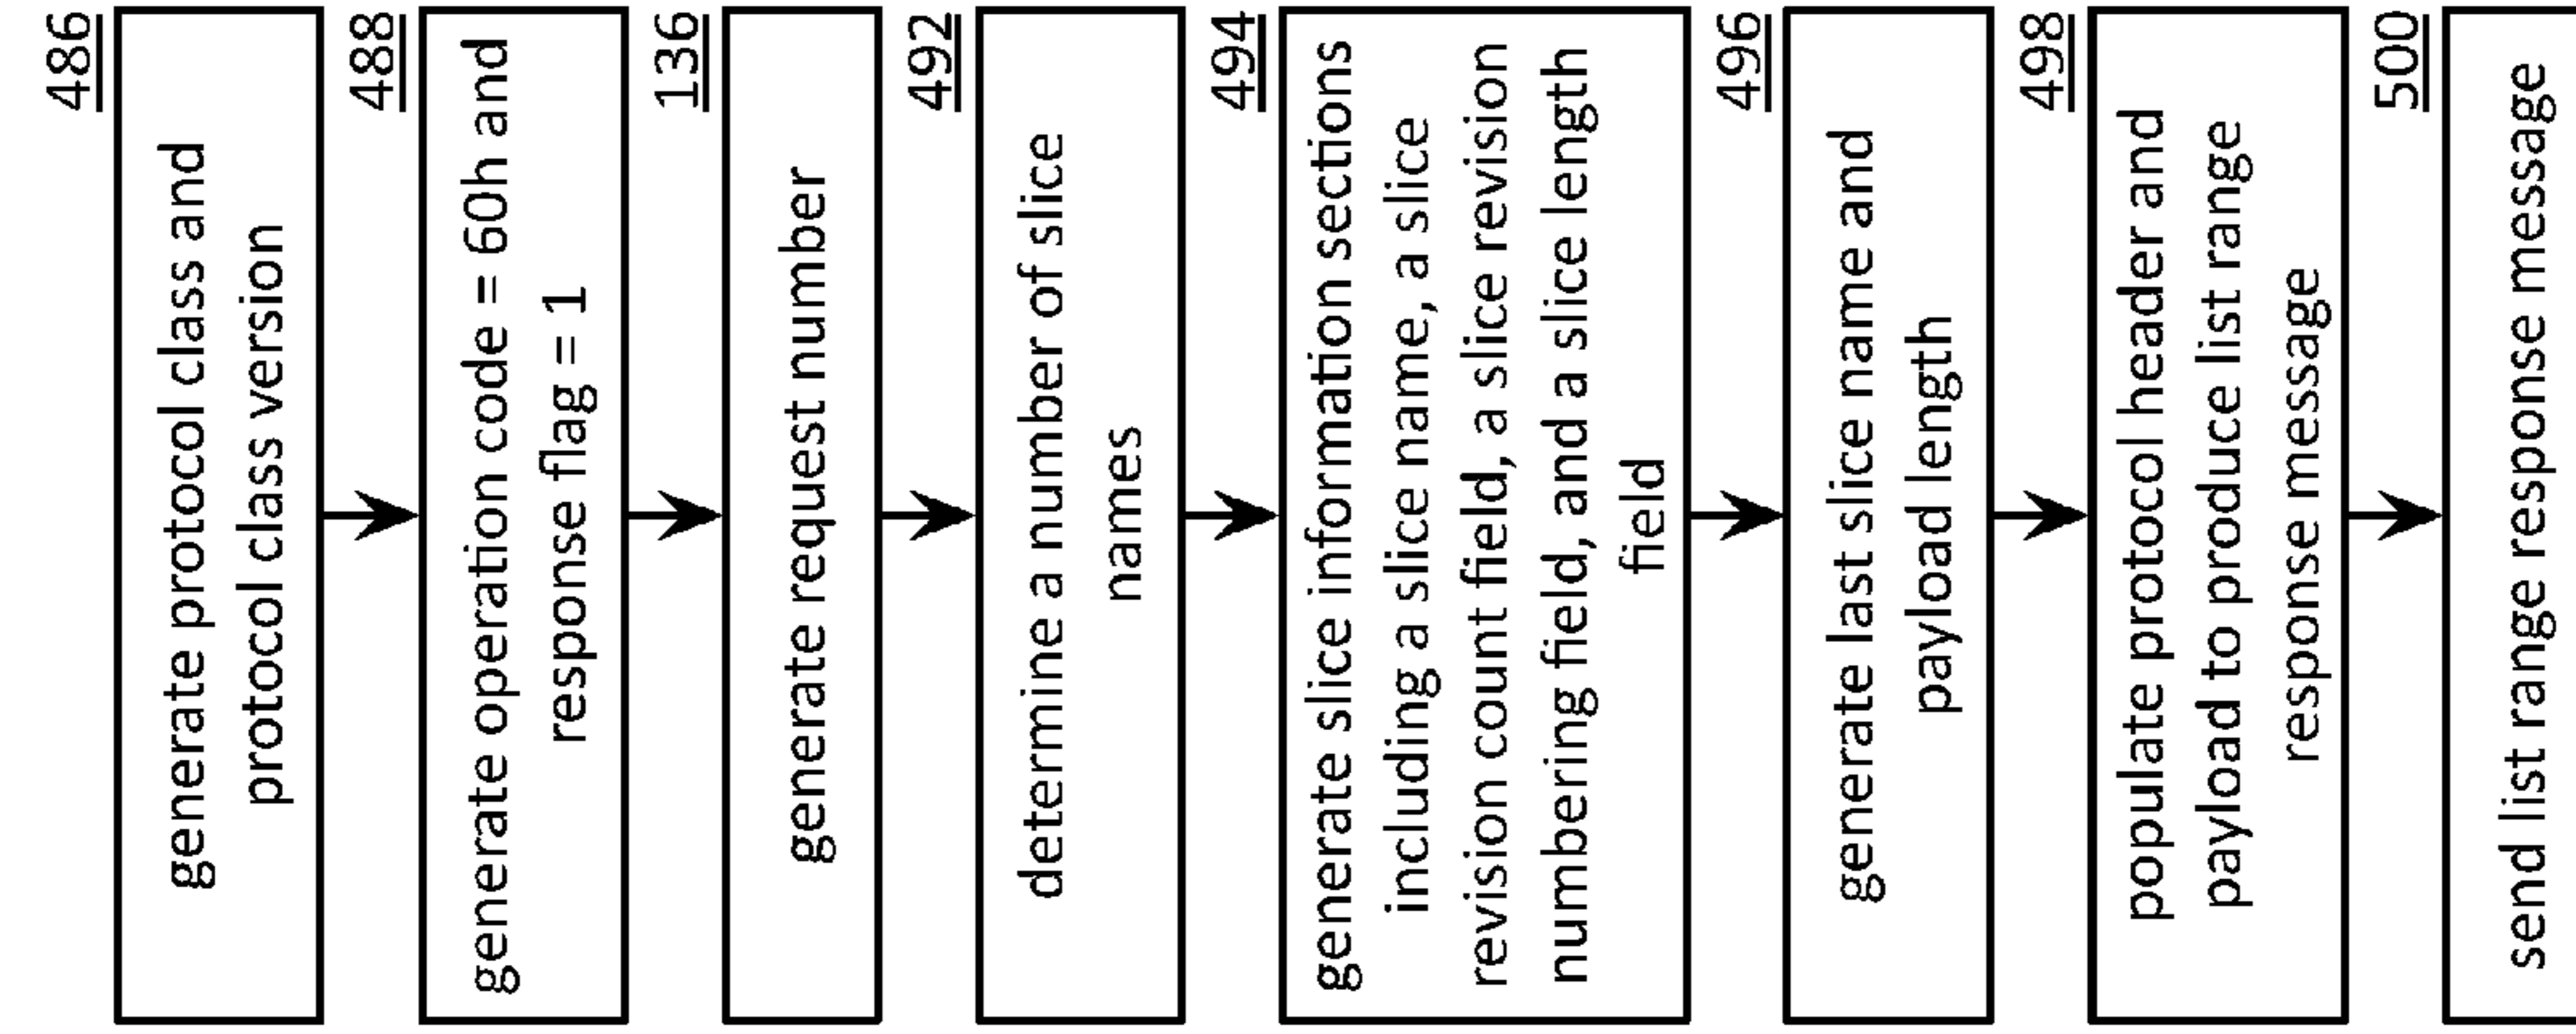 486
generate protocol class and
protocol class version
488
generate operation code = 60h and
response flag = 1
136
generate request number
492
determine a number of slice
names
494
generate slice information sections
including a slice name, a slice
revision count field, a slice revision
numbering field, and a slice length
field
496
generate last slice name and
payload length
498
populate protocol header and
payload to produce list range
response message
500
send list range response message